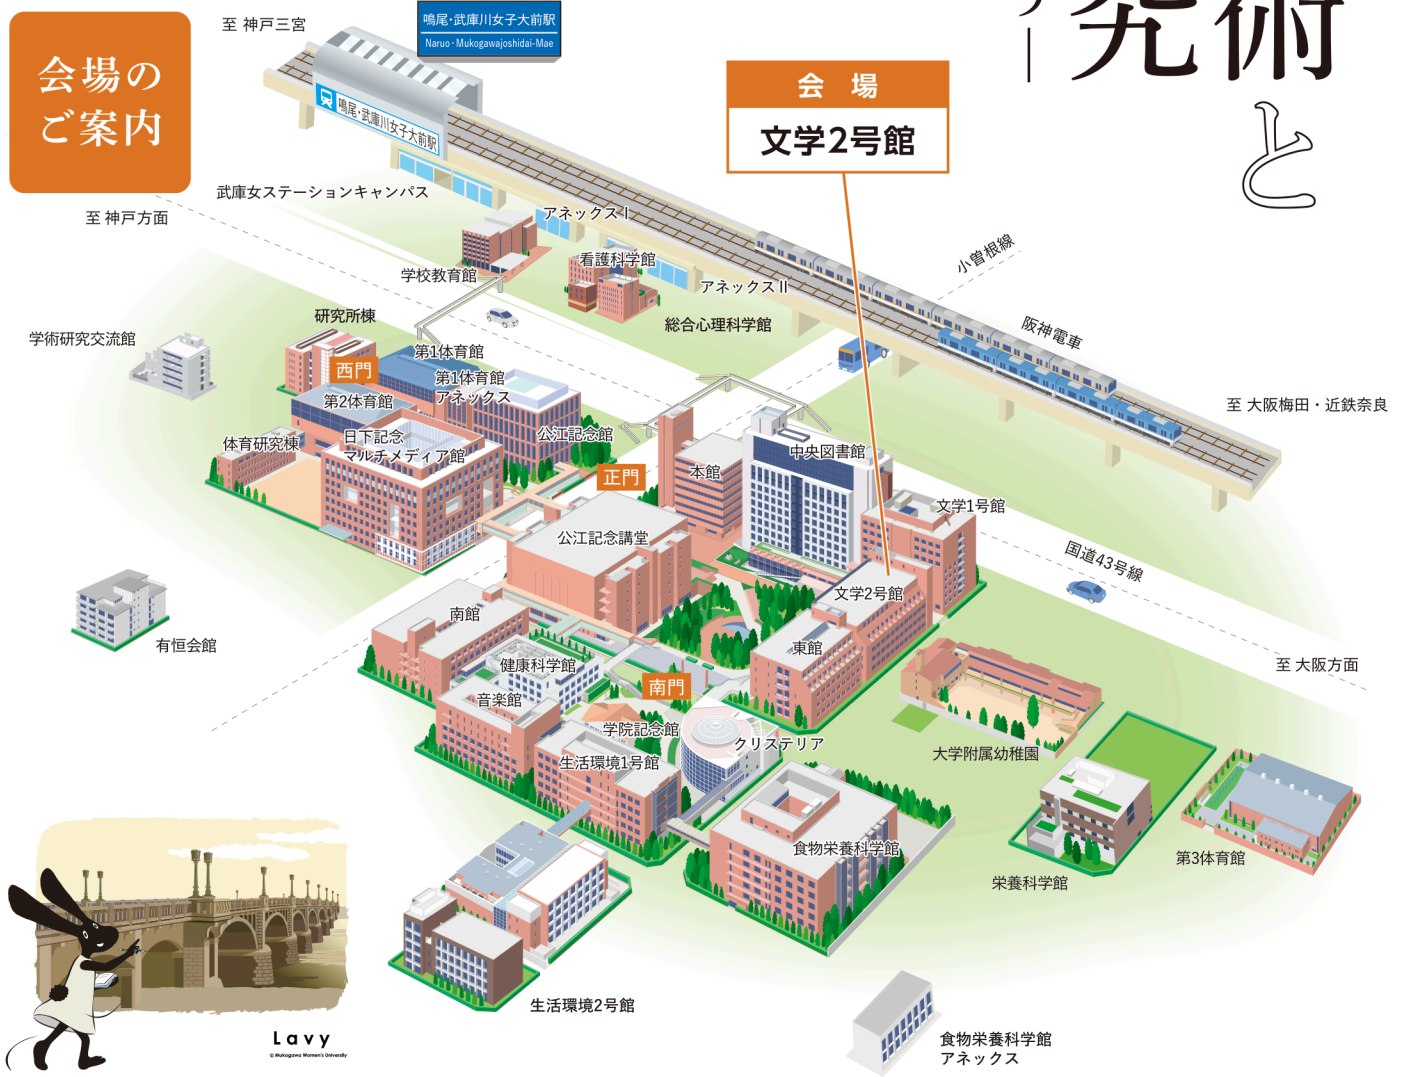 会場の
ご案内
至 神戸三宮
鳴尾・武庫川女子大前駅
Naruo・Mukogawajoshidai-Mae
鳴尾・武庫川女子大前駅
究術
と
会 場
文学2号館
武庫女ステーションキャンパス
至 神戸方面
アネックスⅠ
学校教育館
看護科学館
アネックスⅡ
総合心理科学館
小曽根線
阪神電車
至 大阪梅田・近鉄奈良
学術研究交流館
研究所棟
西門
第1体育館
第1体育館
アネックス
第2体育館
体育研究棟
日下記念
マルチメディア館
公江記念館
正門
本館
中央図書館
文学1号館
公江記念講堂
国道43号線
文学2号館
有恒会館
南館
東館
健康科学館
至 大阪方面
南門
音楽館
学院記念館
クリステリア
大学附属幼稚園
生活環境1号館
食物栄養科学館
第3体育館
栄養科学館
生活環境2号館
食物栄養科学館
アネックス
Lavy
© Mukogawa Women's University